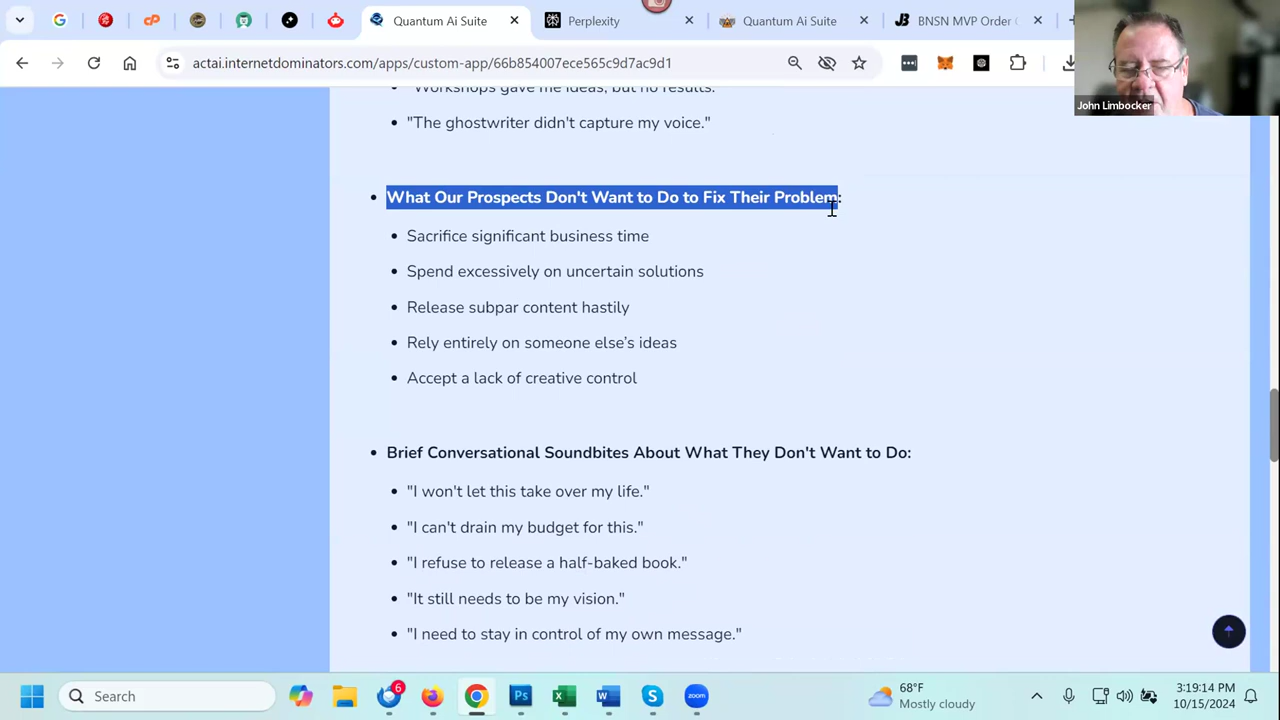 Quantum Ai Suite
Perplexity
Quantum Ai Suite
BNSN MVP Order
actai.internetdominators.com/apps/custom-app/66b854007ece565c9d7ac9d1
John Limbocker
"Workshops gave me ideas, but no results."
"The ghostwriter didn't capture my voice."
What Our Prospects Don't Want to Do to Fix Their Problem:
Sacrifice significant business time
Spend excessively on uncertain solutions
Release subpar content hastily
Rely entirely on someone else's ideas
Accept a lack of creative control
Brief Conversational Soundbites About What They Don't Want to Do:
"I won't let this take over my life."
"I can't drain my budget for this."
"I refuse to release a half-baked book."
"It still needs to be my vision."
"I need to stay in control of my own message."
Search
6
zoom
68°F
Mostly cloudy
3:19:14 PM
10/15/2024